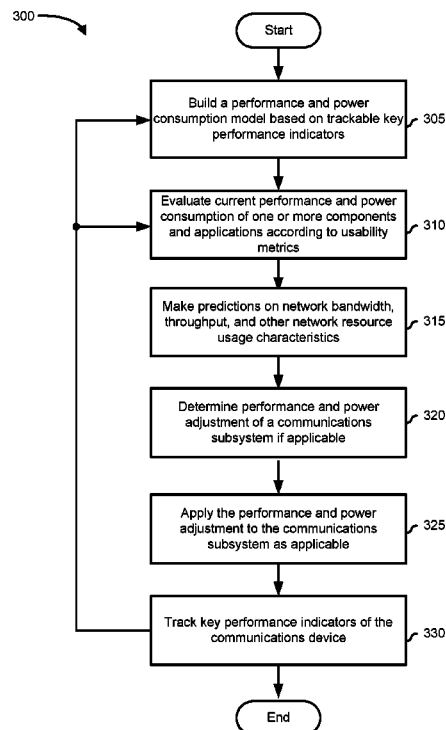 300
Start
Build a performance and power
consumption model based on trackable key
performance indicators
305
Evaluate current performance and power
consumption of one or more components
and applications according to usability
metrics
310
Make predictions on network bandwidth,
throughput, and other network resource
usage characteristics
315
Determine performance and power
adjustment of a communications
subsystem if applicable
320
Apply the performance and power
adjustment to the communications
subsystem as applicable
325
Track key performance indicators of the
communications device
330
End